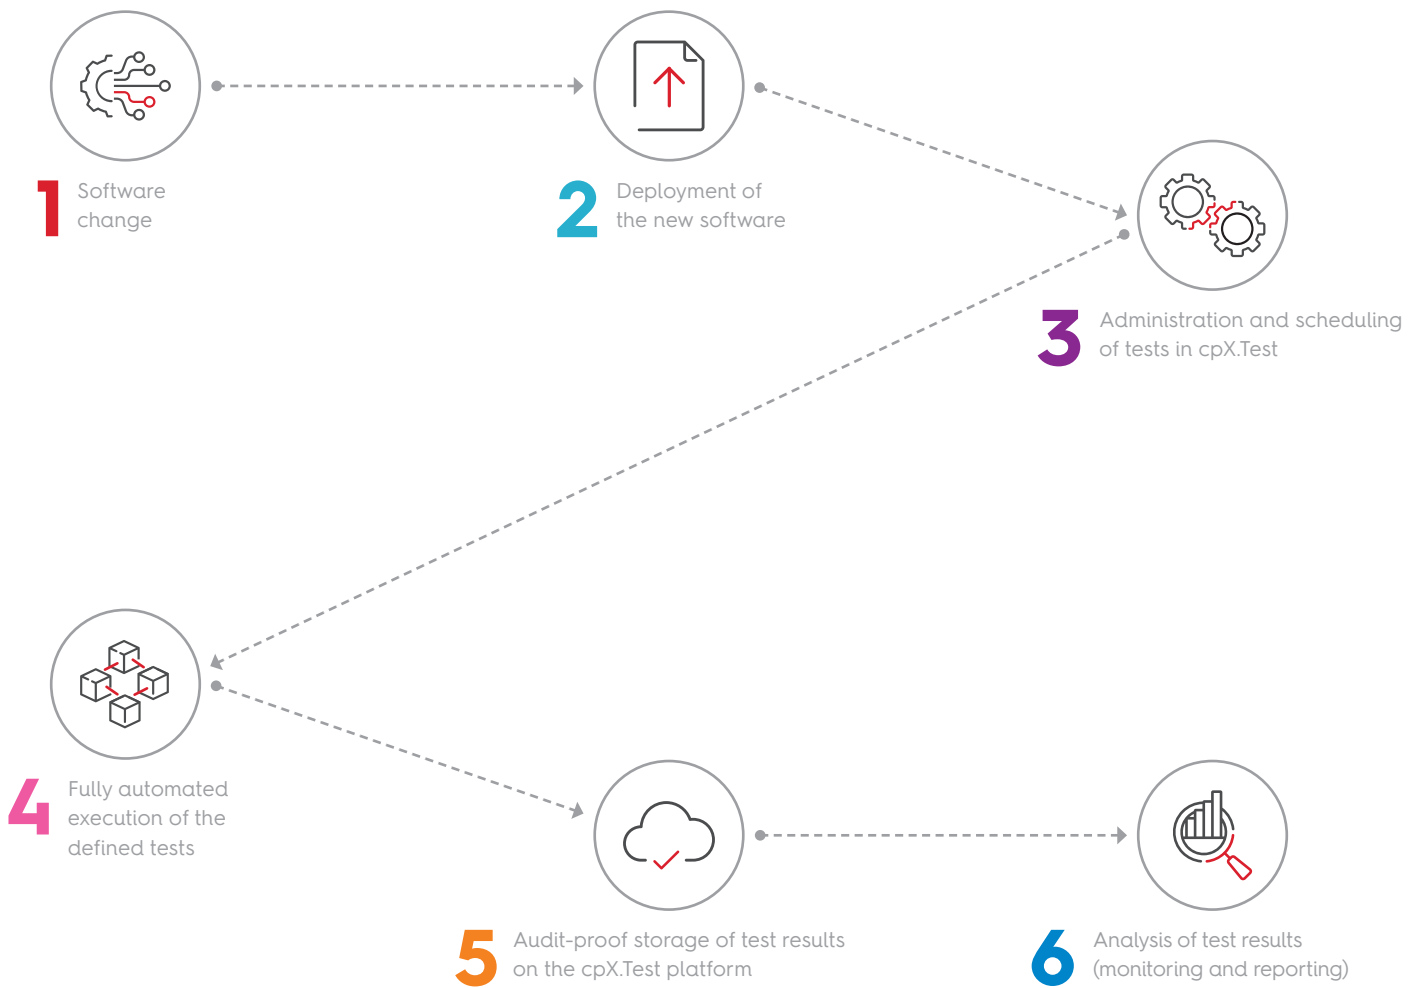 1 Software
change
2 Deployment of
the new software
3 Administration and scheduling
of tests in cpX.Test
4 Fully automated
execution of the
defined tests
5 Audit-proof storage of test results
on the cpX.Test platform
6 Analysis of test results
(monitoring and reporting)